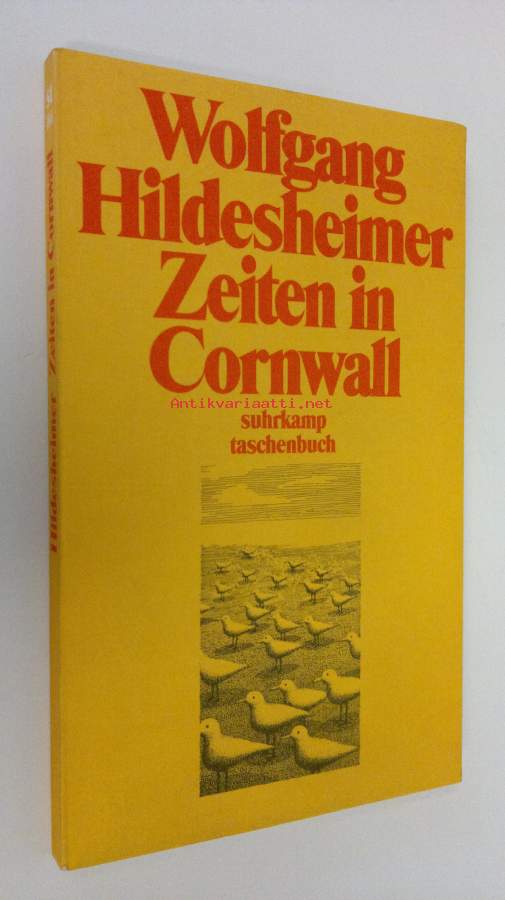 Wolfgang
Hildesheimer
Zeiten in
Cornwall
Antikvariaatti.net
suhrkamp
taschenbuch
Hildesheimer Zeiten in Cornwall